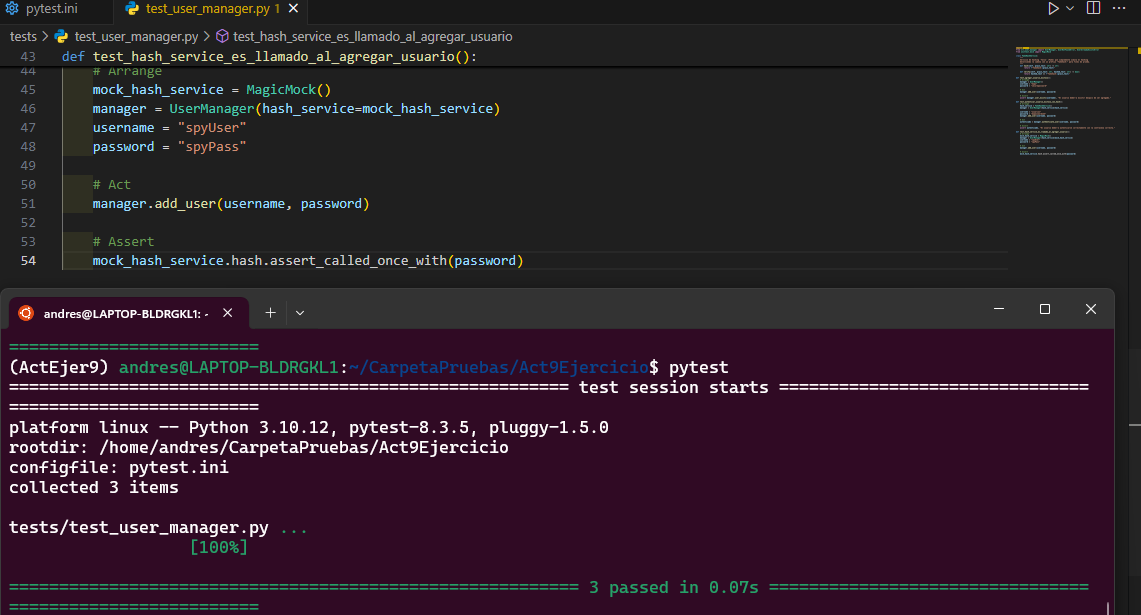 pytest.ini
test_user_manager.py 1
tests > test_user_manager.py > test_hash_service_es_llamado_al_agregar_usuario
43 def test_hash_service_es_llamado_al_agregar_usuario():
44 # Arrange
45 mock_hash_service = MagicMock()
46 manager = UserManager(hash_service=mock_hash_service)
47 username = "spyUser"
48 password = "spyPass"
49
50 # Act
51 manager.add_user(username, password)
52
53 # Assert
54 mock_hash_service.hash.assert_called_once_with(password)
andres@LAPTOP-BLDRGKL1: -
=========================
(ActEjer9) andres@LAPTOP-BLDRGKL1:~/CarpetaPruebas/Act9Ejercicio$ pytest
======================================================== test session starts ===============================
=========================
platform linux -- Python 3.10.12, pytest-8.3.5, pluggy-1.5.0
rootdir: /home/andres/CarpetaPruebas/Act9Ejercicio
configfile: pytest.ini
collected 3 items
tests/test_user_manager.py ...
[100%]
========================================================= 3 passed in 0.07s ================================
=========================